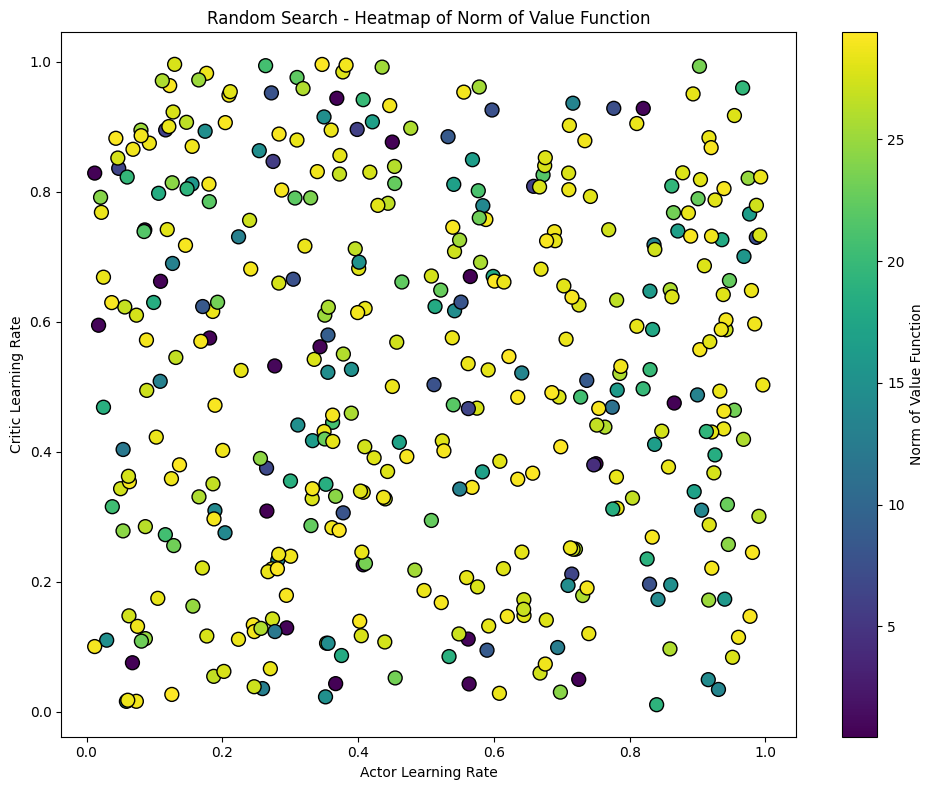 Random Search - Heatmap of Norm of Value Function
1.0
0.8
0.6
0.4
0.2
0.0
Critic Learning Rate
0.0 0.2 0.4 0.6 0.8 1.0
Actor Learning Rate
25
20
15
10
5
Norm of Value Function